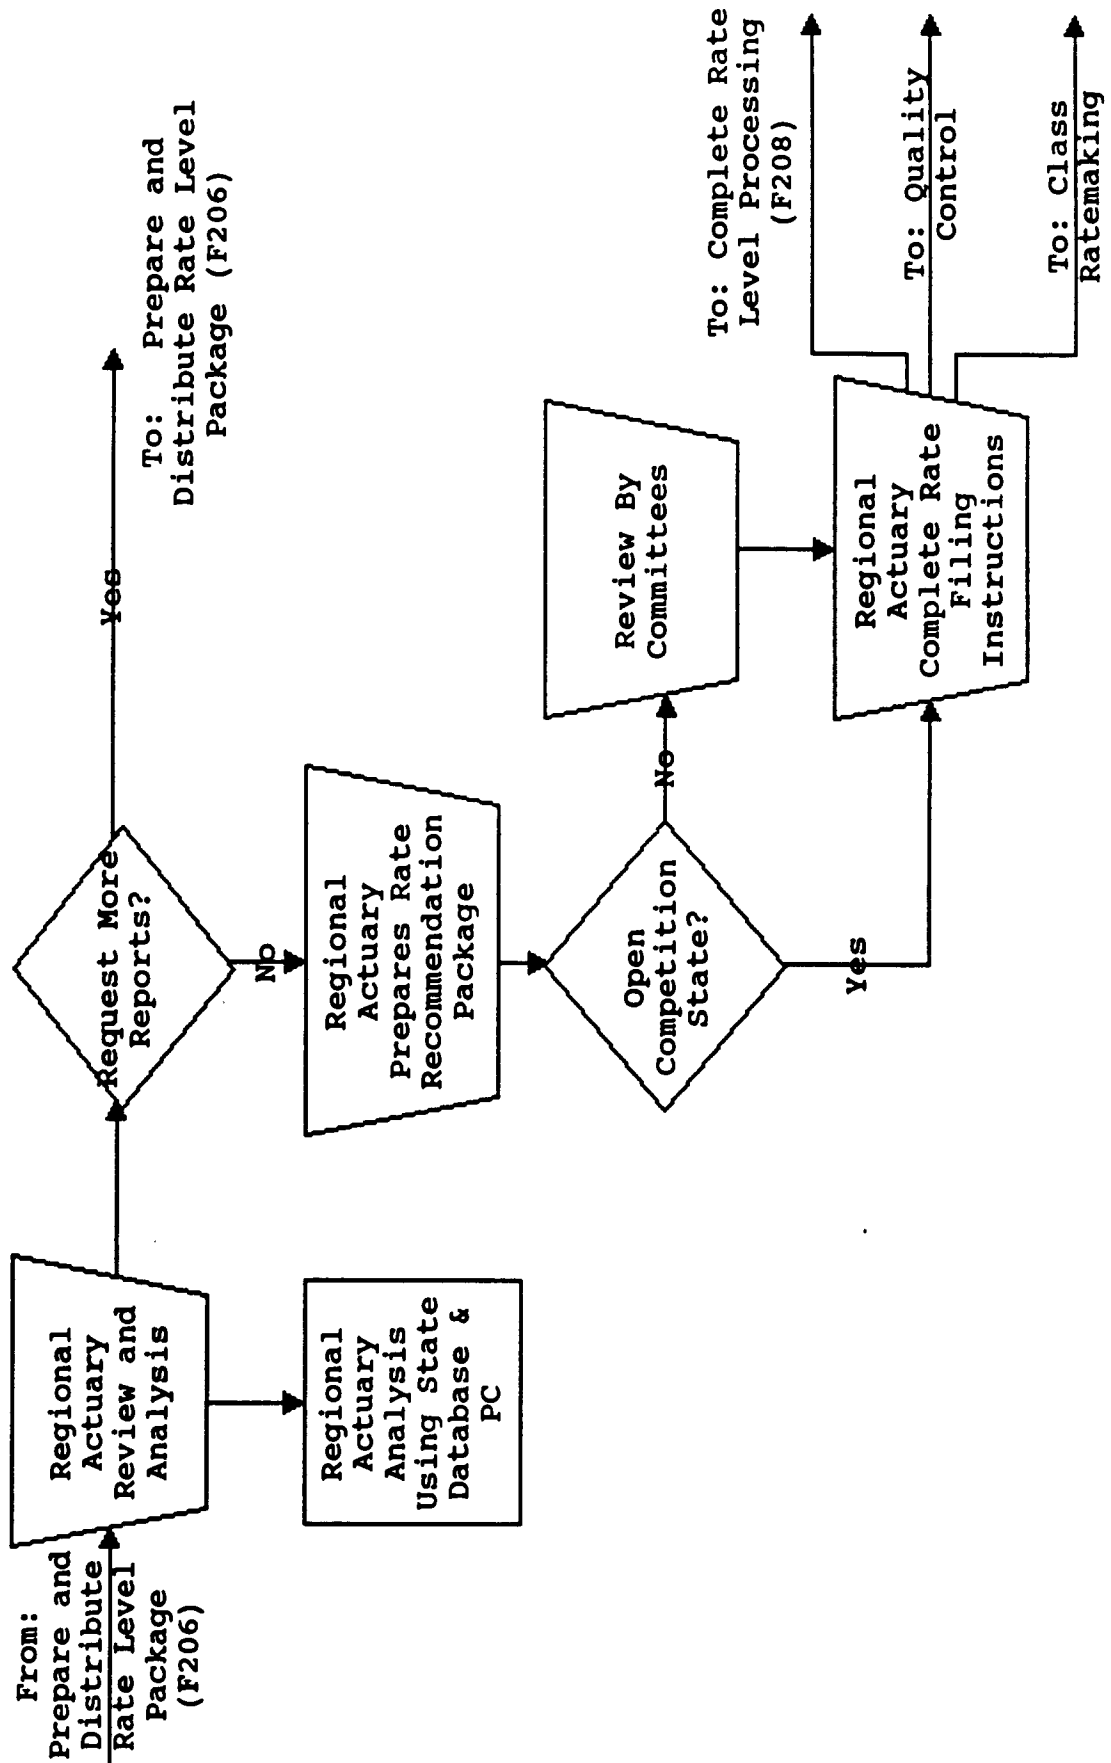 From:
Prepare and
Distribute
Rate Level
Package
(F206)
Regional
Actuary
Review and
Analysis
Regional
Actuary
Analysis
Using State
Database &
PC
Request More
Reports?
Yes
To: Prepare and
Distribute Rate Level
Package (F206)
No
Regional
Actuary
Prepares Rate
Recommendation
Package
Open
Competition
State?
No
Review By
Committees
Yes
Regional
Actuary
Complete Rate
Filing
Instructions
To: Complete Rate
Level Processing
(F208)
To: Quality
Control
To: Class
Ratemaking